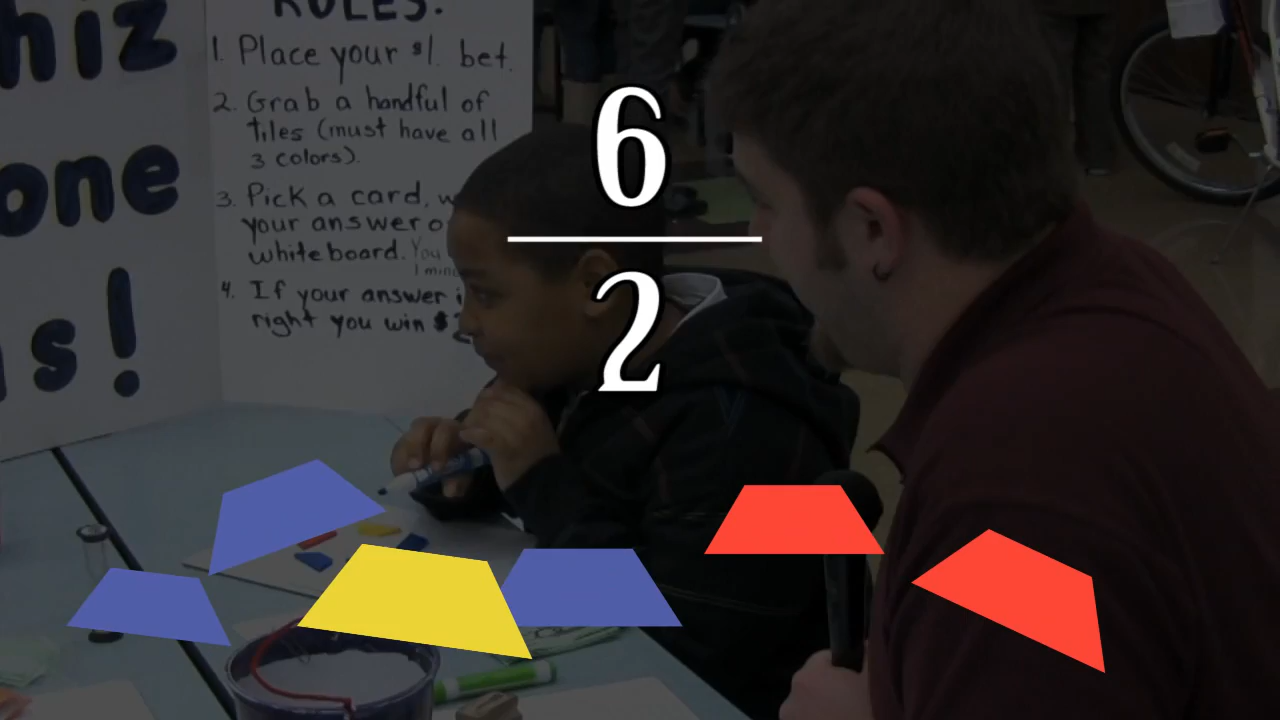 hiz
one
s!
RULES:
1. Place your $1. bet.
2. Grab a handful of
tiles (must have all
3 colors).
3. Pick a card, w
your answer o
whiteboard. You
1 min
4. If your answer i
right you win $
6
2